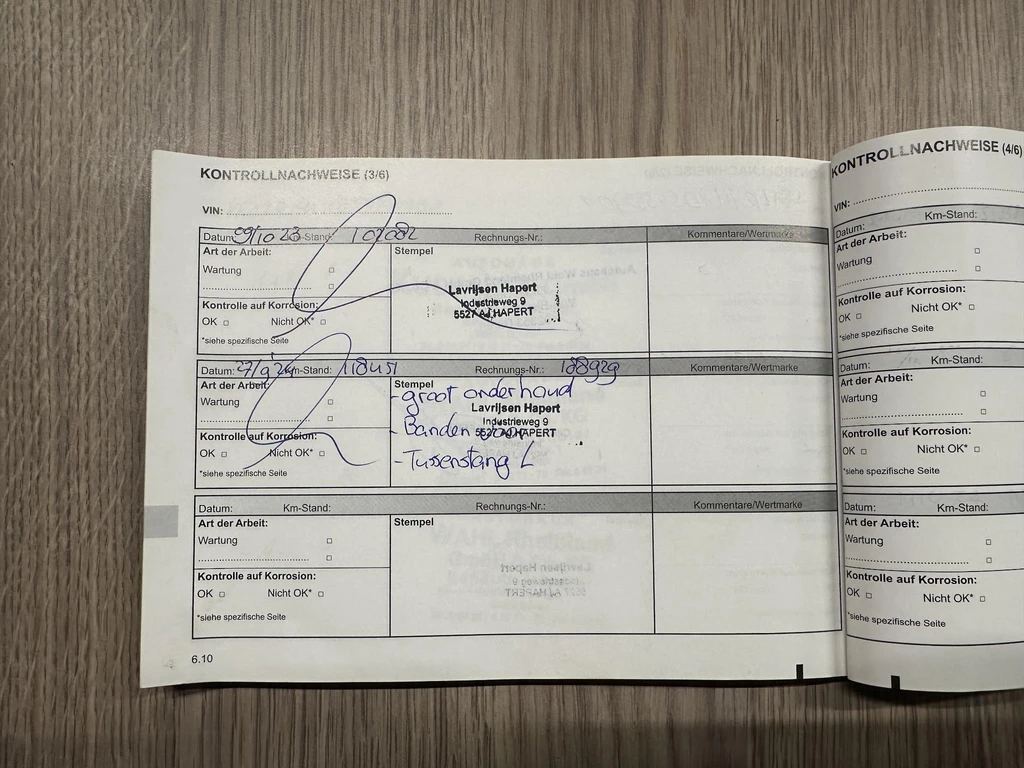 KONTROLLNACHWEISE (3/6)
VIN:
Datum: 09/10 23 Km-Stand: 102082 Rechnungs-Nr.: Kommentare/Wertmarke
Art der Arbeit:
Stempel
Wartung
Lavrijsen Hapert
Industrieweg 9
5527 AJ HAPERT
Kontrolle auf Korrosion:
OK Nicht OK*
*siehe spezifische Seite
Datum: 27/9 24 Km-Stand: 118451 Rechnungs-Nr.: 188929 Kommentare/Wertmarke
Art der Arbeit:
Stempel
- groot onderhoud
Wartung
Lavrijsen Hapert
Industrieweg 9
- Banden voor
5527 AJ HAPERT
Kontrolle auf Korrosion:
OK Nicht OK*
- Tussenstang L
*siehe spezifische Seite
Datum: Km-Stand: Rechnungs-Nr.: Kommentare/Wertmarke
Art der Arbeit:
Stempel
Wartung
Kontrolle auf Korrosion:
OK Nicht OK*
*siehe spezifische Seite
6.10
KONTROLLNACHWEISE (4/6)
VIN:
Datum: Km-Stand:
Art der Arbeit:
Wartung
Kontrolle auf Korrosion:
OK Nicht OK*
*siehe spezifische Seite
Datum: Km-Stand:
Art der Arbeit:
Wartung
Kontrolle auf Korrosion:
OK Nicht OK*
*siehe spezifische Seite
Datum: Km-Stand:
Art der Arbeit:
Wartung
Kontrolle auf Korrosion:
OK Nicht OK*
*siehe spezifische Seite